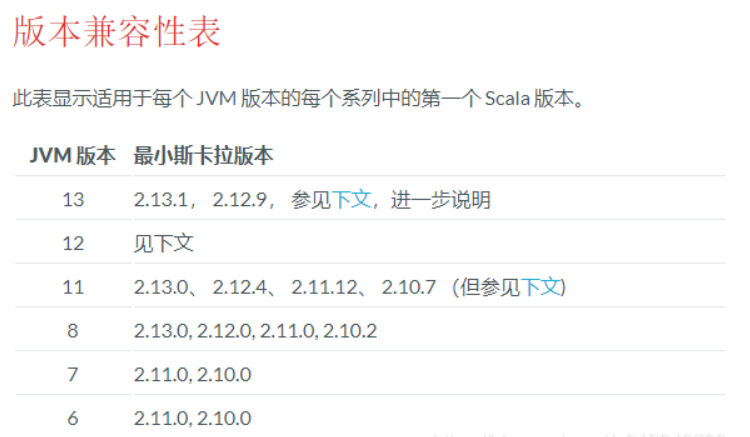 版本兼容性表
此表显示适用于每个 JVM 版本的每个系列中的第一个 Scala 版本。
JVM 版本 最小斯卡拉版本
13 2.13.1， 2.12.9， 参见下文，进一步说明
12 见下文
11 2.13.0、 2.12.4、 2.11.12、 2.10.7 （但参见下文)
8 2.13.0, 2.12.0, 2.11.0, 2.10.2
7 2.11.0, 2.10.0
6 2.11.0, 2.10.0